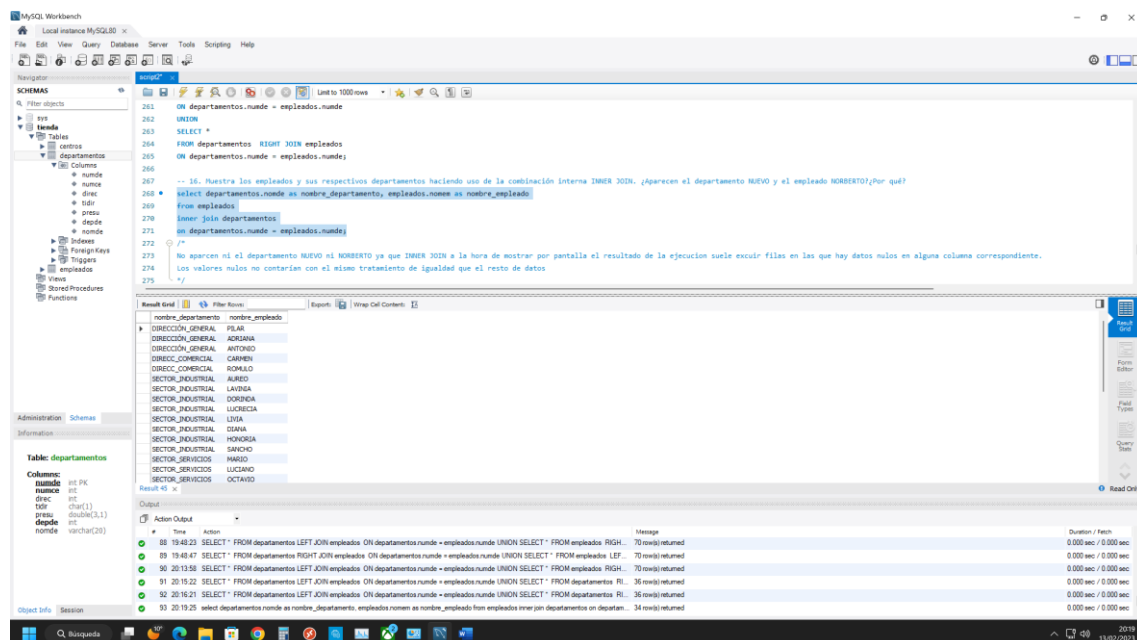 MySQL Workbench
Local instance MySQL80 ×
File Edit View Query Database Server Tools Scripting Help
Navigator
SCHEMAS
Filter objects
sys
tienda
Tables
centros
departamentos
Columns
numde
numce
direc
tidir
presu
depde
nomde
Indexes
Foreign Keys
Triggers
empleados
Views
Stored Procedures
Functions
Administration Schemas
Information
Table: departamentos
Columns:
numde int PK
numce int
direc int
tidir char(1)
presu double(3,1)
depde int
nomde varchar(20)
Object Info Session
script2* ×
Limit to 1000 rows
261 ON departamentos.numde = empleados.numde
262 UNION
263 SELECT *
264 FROM departamentos RIGHT JOIN empleados
265 ON departamentos.numde = empleados.numde;
266
267 -- 16. Muestra los empleados y sus respectivos departamentos haciendo uso de la combinación interna INNER JOIN. ¿Aparecen el departamento NUEVO y el empleado NORBERTO?¿Por qué?
268 select departamentos.nomde as nombre_departamento, empleados.nomem as nombre_empleado
269 from empleados
270 inner join departamentos
271 on departamentos.numde = empleados.numde;
272 /*
273 No aparcen ni el departamento NUEVO ni NORBERTO ya que INNER JOIN a la hora de mostrar por pantalla el resultado de la ejecucion suele excuir filas en las que hay datos nulos en alguna columna correspondiente.
274 Los valores nulos no contarían con el mismo tratamiento de igualdad que el resto de datos
275 */
Result Grid Filter Rows: Export: Wrap Cell Content:
nombre_departamento nombre_empleado
DIRECCIÓN_GENERAL PILAR
DIRECCIÓN_GENERAL ADRIANA
DIRECCIÓN_GENERAL ANTONIO
DIRECC_COMERCIAL CARMEN
DIRECC_COMERCIAL ROMULO
SECTOR_INDUSTRIAL AUREO
SECTOR_INDUSTRIAL LAVINIA
SECTOR_INDUSTRIAL DORINDA
SECTOR_INDUSTRIAL LUCRECIA
SECTOR_INDUSTRIAL LIVIA
SECTOR_INDUSTRIAL DIANA
SECTOR_INDUSTRIAL HONORIA
SECTOR_INDUSTRIAL SANCHO
SECTOR_SERVICIOS MARIO
SECTOR_SERVICIOS LUCIANO
SECTOR_SERVICIOS OCTAVIO
Result Grid
Form Editor
Field Types
Query Stats
Result 45 ×
Read Onl
Output
Action Output
# Time Action Message Duration / Fetch
88 19:48:23 SELECT * FROM departamentos LEFT JOIN empleados ON departamentos.numde = empleados.numde UNION SELECT * FROM empleados RIGH... 70 row(s) returned 0.000 sec / 0.000 sec
89 19:48:47 SELECT * FROM departamentos RIGHT JOIN empleados ON departamentos.numde = empleados.numde UNION SELECT * FROM empleados LEF... 70 row(s) returned 0.000 sec / 0.000 sec
90 20:13:58 SELECT * FROM departamentos LEFT JOIN empleados ON departamentos.numde = empleados.numde UNION SELECT * FROM empleados RIGH... 70 row(s) returned 0.000 sec / 0.000 sec
91 20:15:22 SELECT * FROM departamentos LEFT JOIN empleados ON departamentos.numde = empleados.numde UNION SELECT * FROM departamentos RI... 36 row(s) returned 0.000 sec / 0.000 sec
92 20:16:21 SELECT * FROM departamentos LEFT JOIN empleados ON departamentos.numde = empleados.numde UNION SELECT * FROM departamentos RI... 36 row(s) returned 0.000 sec / 0.000 sec
93 20:19:25 select departamentos.nomde as nombre_departamento, empleados.nomem as nombre_empleado from empleados inner join departamentos on departam... 34 row(s) returned 0.000 sec / 0.000 sec
Búsqueda
10°
2019
13/02/2023